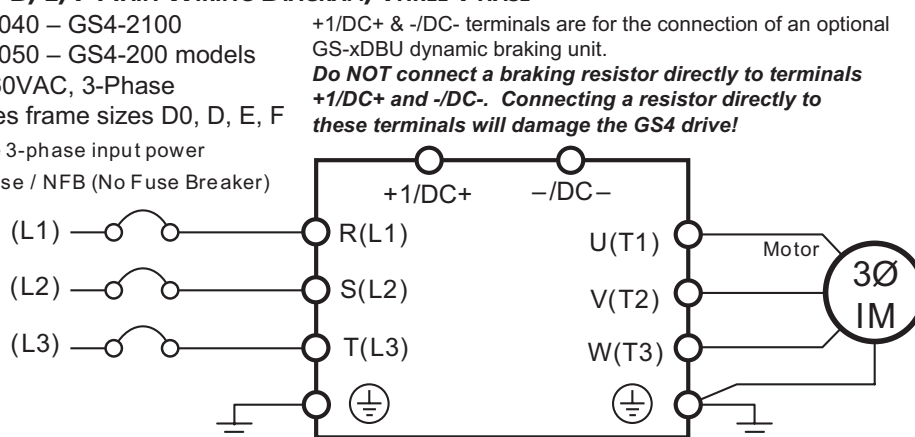 MAIN WIRING DIAGRAM,
040 – GS4-2100
050 – GS4-200 models
0VAC, 3-Phase
es frame sizes D0, D, E, F
3-phase input power
se / NFB (No Fuse Breaker)
+1/DC+ & -/DC- terminals are for the connection of an optional
GS-xDBU dynamic braking unit.
Do NOT connect a braking resistor directly to terminals
+1/DC+ and -/DC-.  Connecting a resistor directly to
these terminals will damage the GS4 drive!
+1/DC+
–/DC–
(L1)
R(L1)
U(T1)
Motor
(L2)
S(L2)
V(T2)
3Ø
IM
(L3)
T(L3)
W(T3)